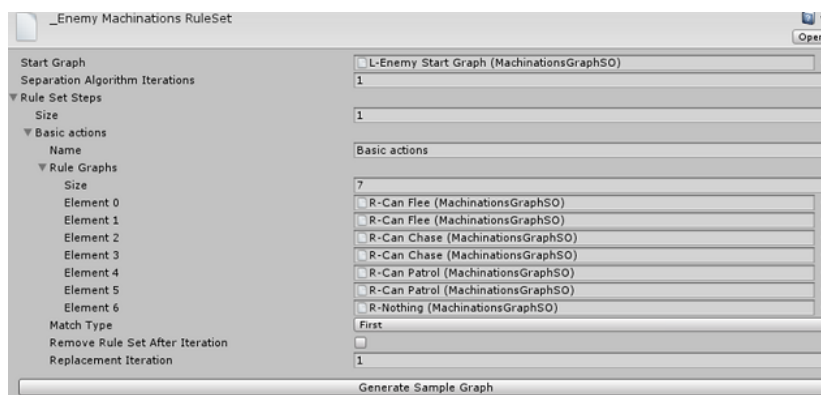 _Enemy Machinations RuleSet
Open
Start Graph L-Enemy Start Graph (MachinationsGraphSO)
Separation Algorithm Iterations 1
Rule Set Steps
Size 1
Basic actions
Name Basic actions
Rule Graphs
Size 7
Element 0 R-Can Flee (MachinationsGraphSO)
Element 1 R-Can Flee (MachinationsGraphSO)
Element 2 R-Can Chase (MachinationsGraphSO)
Element 3 R-Can Chase (MachinationsGraphSO)
Element 4 R-Can Patrol (MachinationsGraphSO)
Element 5 R-Can Patrol (MachinationsGraphSO)
Element 6 R-Nothing (MachinationsGraphSO)
Match Type First
Remove Rule Set After Iteration
Replacement Iteration 1
Generate Sample Graph